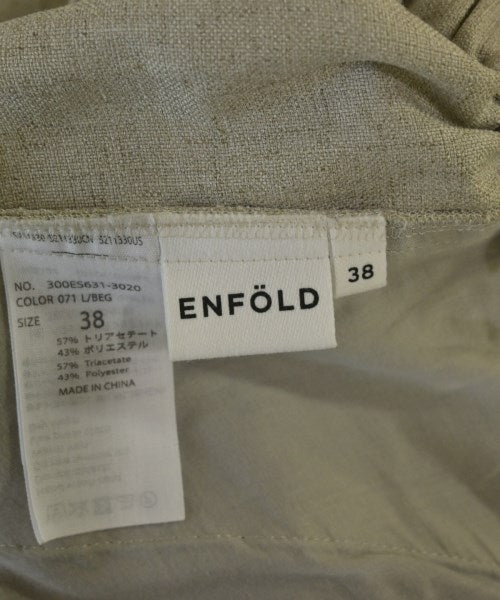 3211330US
NO. 300ES631-3020
COLOR 071 L/BEG
SIZE 38
57% トリアセテート
43% ポリエステル
57% Triacetate
43% Polyester
MADE IN CHINA
ENFÖLD
38